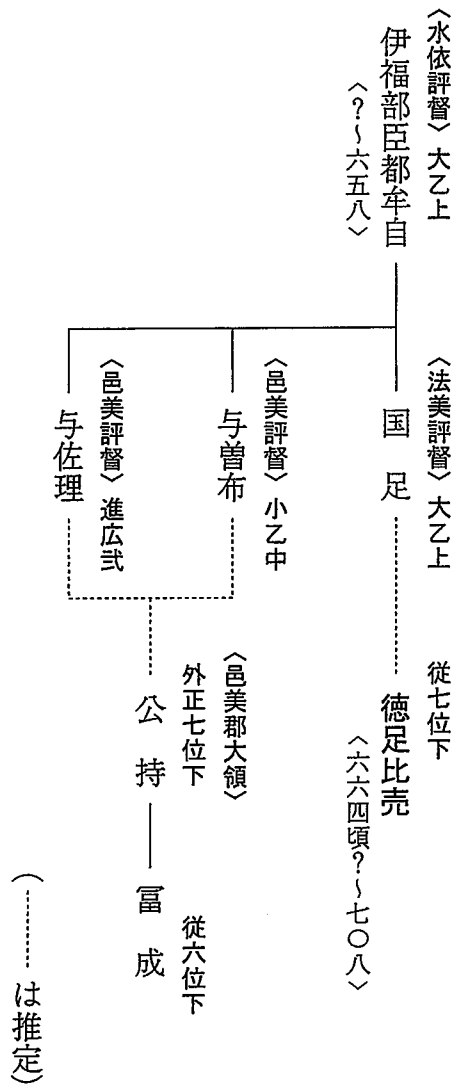 〈水依評督〉大乙上
伊福部臣都牟自
〈？〜六五八〉
〈法美評督〉大乙上
国足
従七位下
徳足比売
〈六六四頃？〜七〇八〉
〈邑美評督〉小乙中
与曽布
〈邑美評督〉進広弐
与佐理
〈邑美郡大領〉
外正七位下
公持
従六位下
冨成
（………は推定）